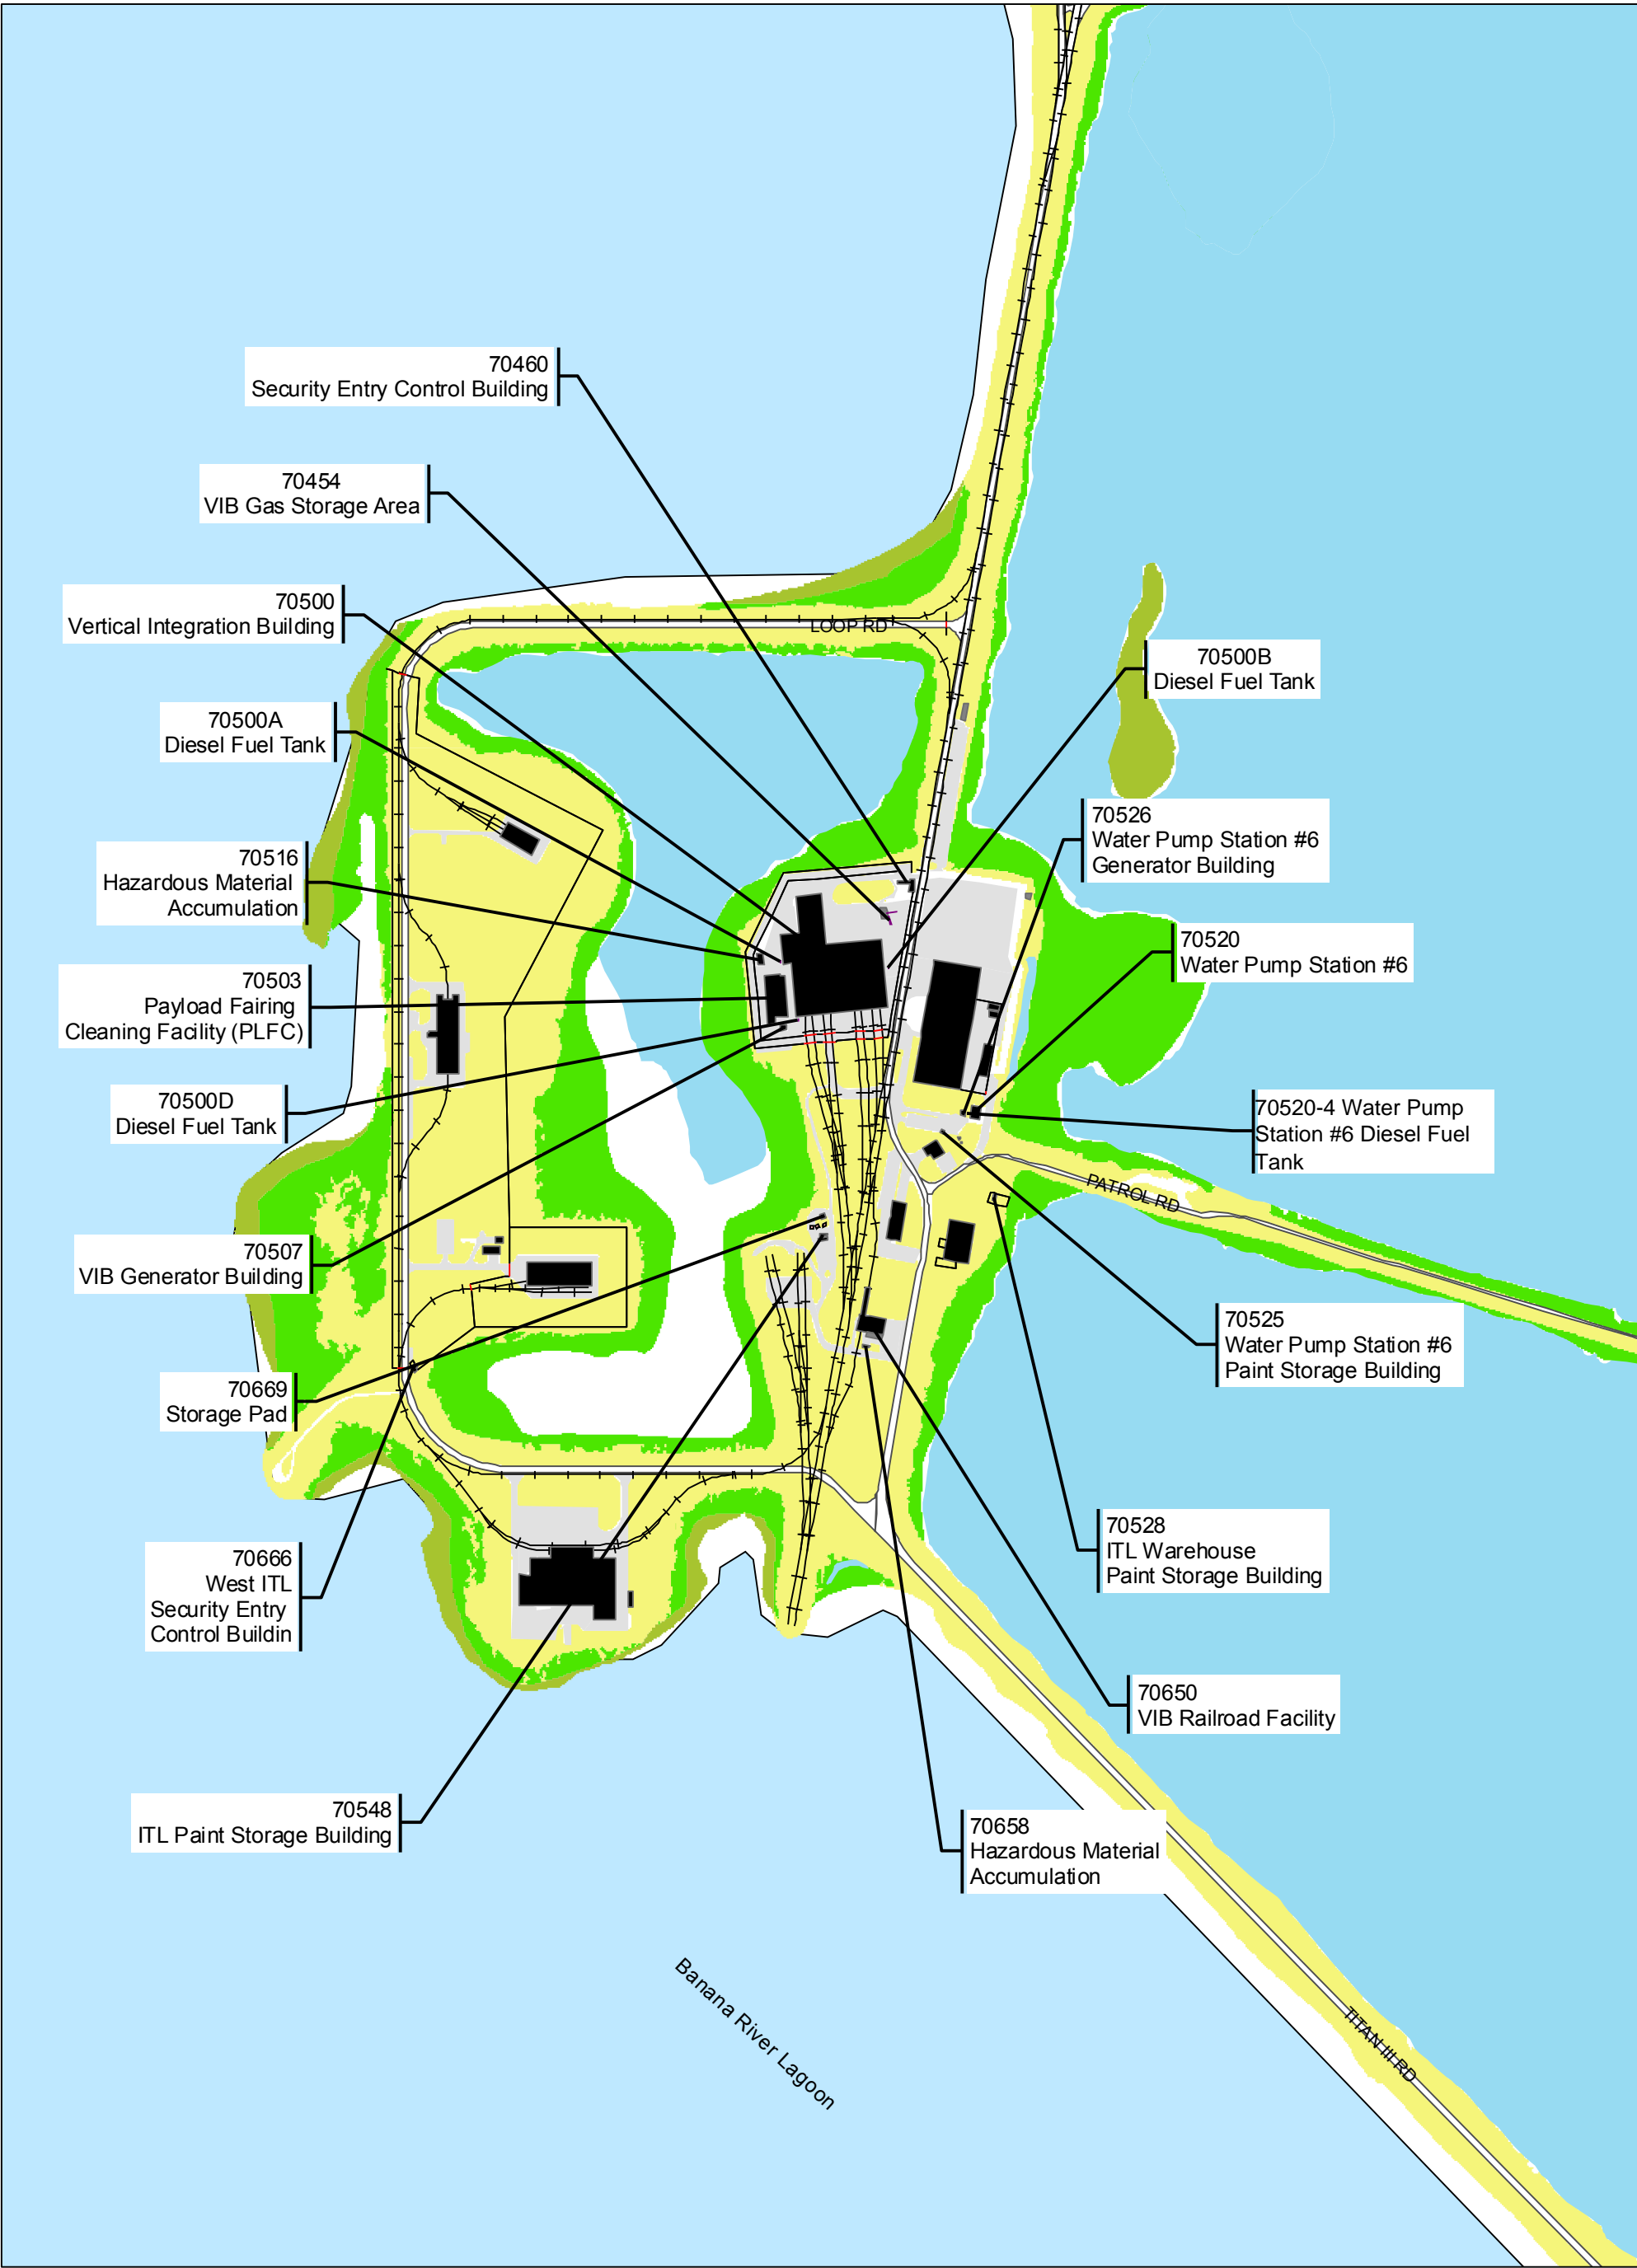 70460
Security Entry Control Building
70454
VIB Gas Storage Area
70500
Vertical Integration Building
LOOP RD
70500B
Diesel Fuel Tank
70500A
Diesel Fuel Tank
70526
Water Pump Station #6
Generator Building
70516
Hazardous Material
Accumulation
70520
Water Pump Station #6
70503
Payload Fairing
Cleaning Facility (PLFC)
70500D
Diesel Fuel Tank
70520-4 Water Pump
Station #6 Diesel Fuel
Tank
PATROL RD
70507
VIB Generator Building
70525
Water Pump Station #6
Paint Storage Building
70669
Storage Pad
70528
ITL Warehouse
Paint Storage Building
70666
West ITL
Security Entry
Control Buildin
70650
VIB Railroad Facility
70548
ITL Paint Storage Building
70658
Hazardous Material
Accumulation
Banana River Lagoon
TITAN III RD